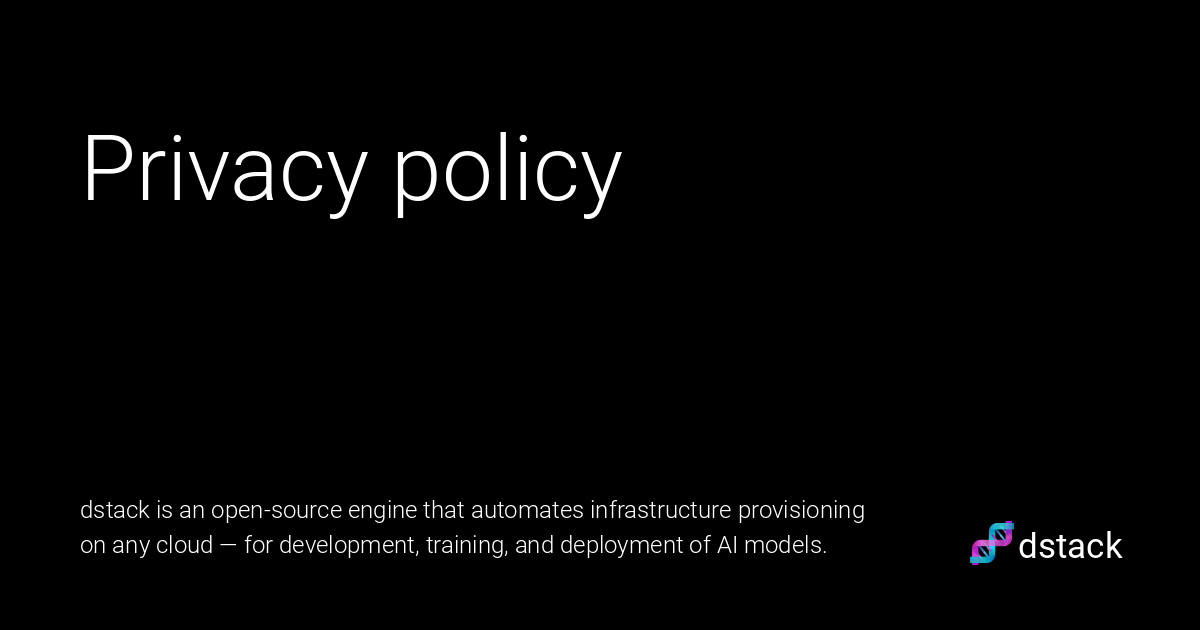 Privacy policy
dstack is an open-source engine that automates infrastructure provisioning
on any cloud — for development, training, and deployment of AI models.
dstack